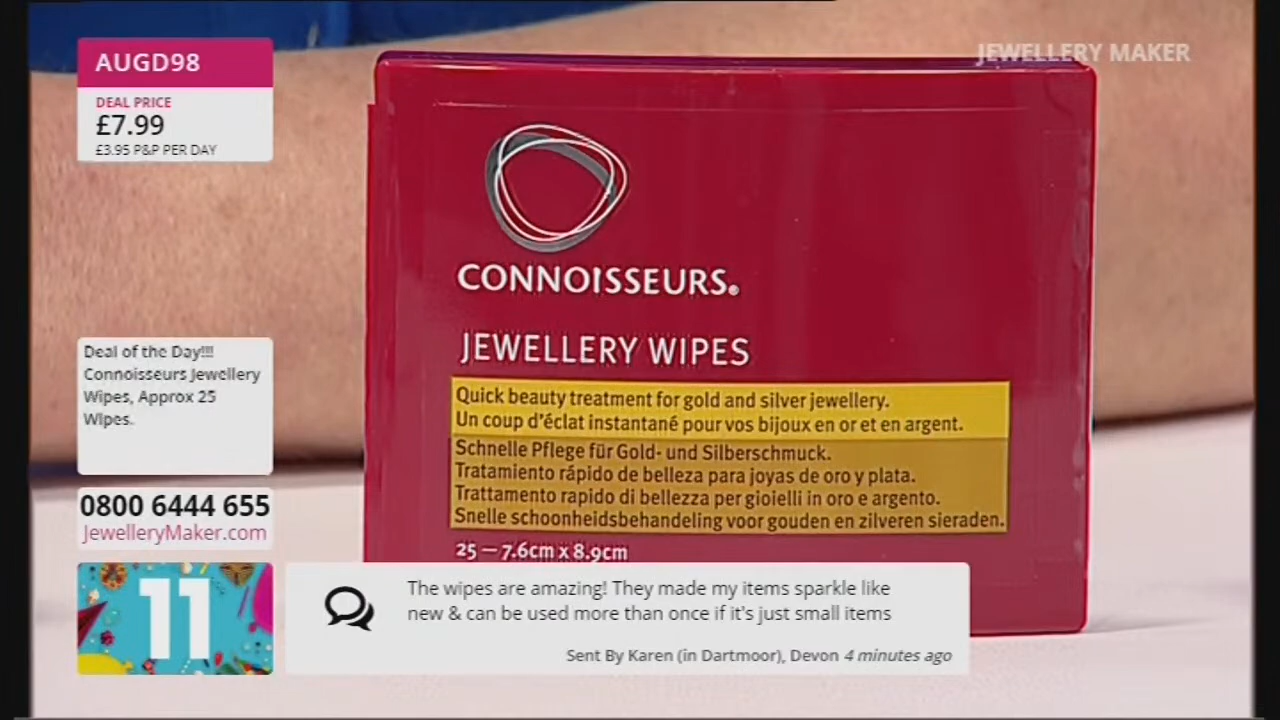 AUGD98
DEAL PRICE
£7.99
£3.95 P&P PER DAY
JEWELLERY MAKER
CONNOISSEURS®
JEWELLERY WIPES
Quick beauty treatment for gold and silver jewellery.
Un coup d'éclat instantané pour vos bijoux en or et en argent.
Schnelle Pflege für Gold- und Silberschmuck.
Tratamiento rápido de belleza para joyas de oro y plata.
Trattamento rapido di bellezza per gioielli in oro e argento.
Snelle schoonheidsbehandeling voor gouden en zilveren sieraden.
25 – 7.6cm x 8.9cm
Deal of the Day!!!
Connoisseurs Jewellery
Wipes, Approx 25
Wipes.
0800 6444 655
JewelleryMaker.com
11
The wipes are amazing! They made my items sparkle like
new & can be used more than once if it's just small items
Sent By Karen (in Dartmoor), Devon 4 minutes ago